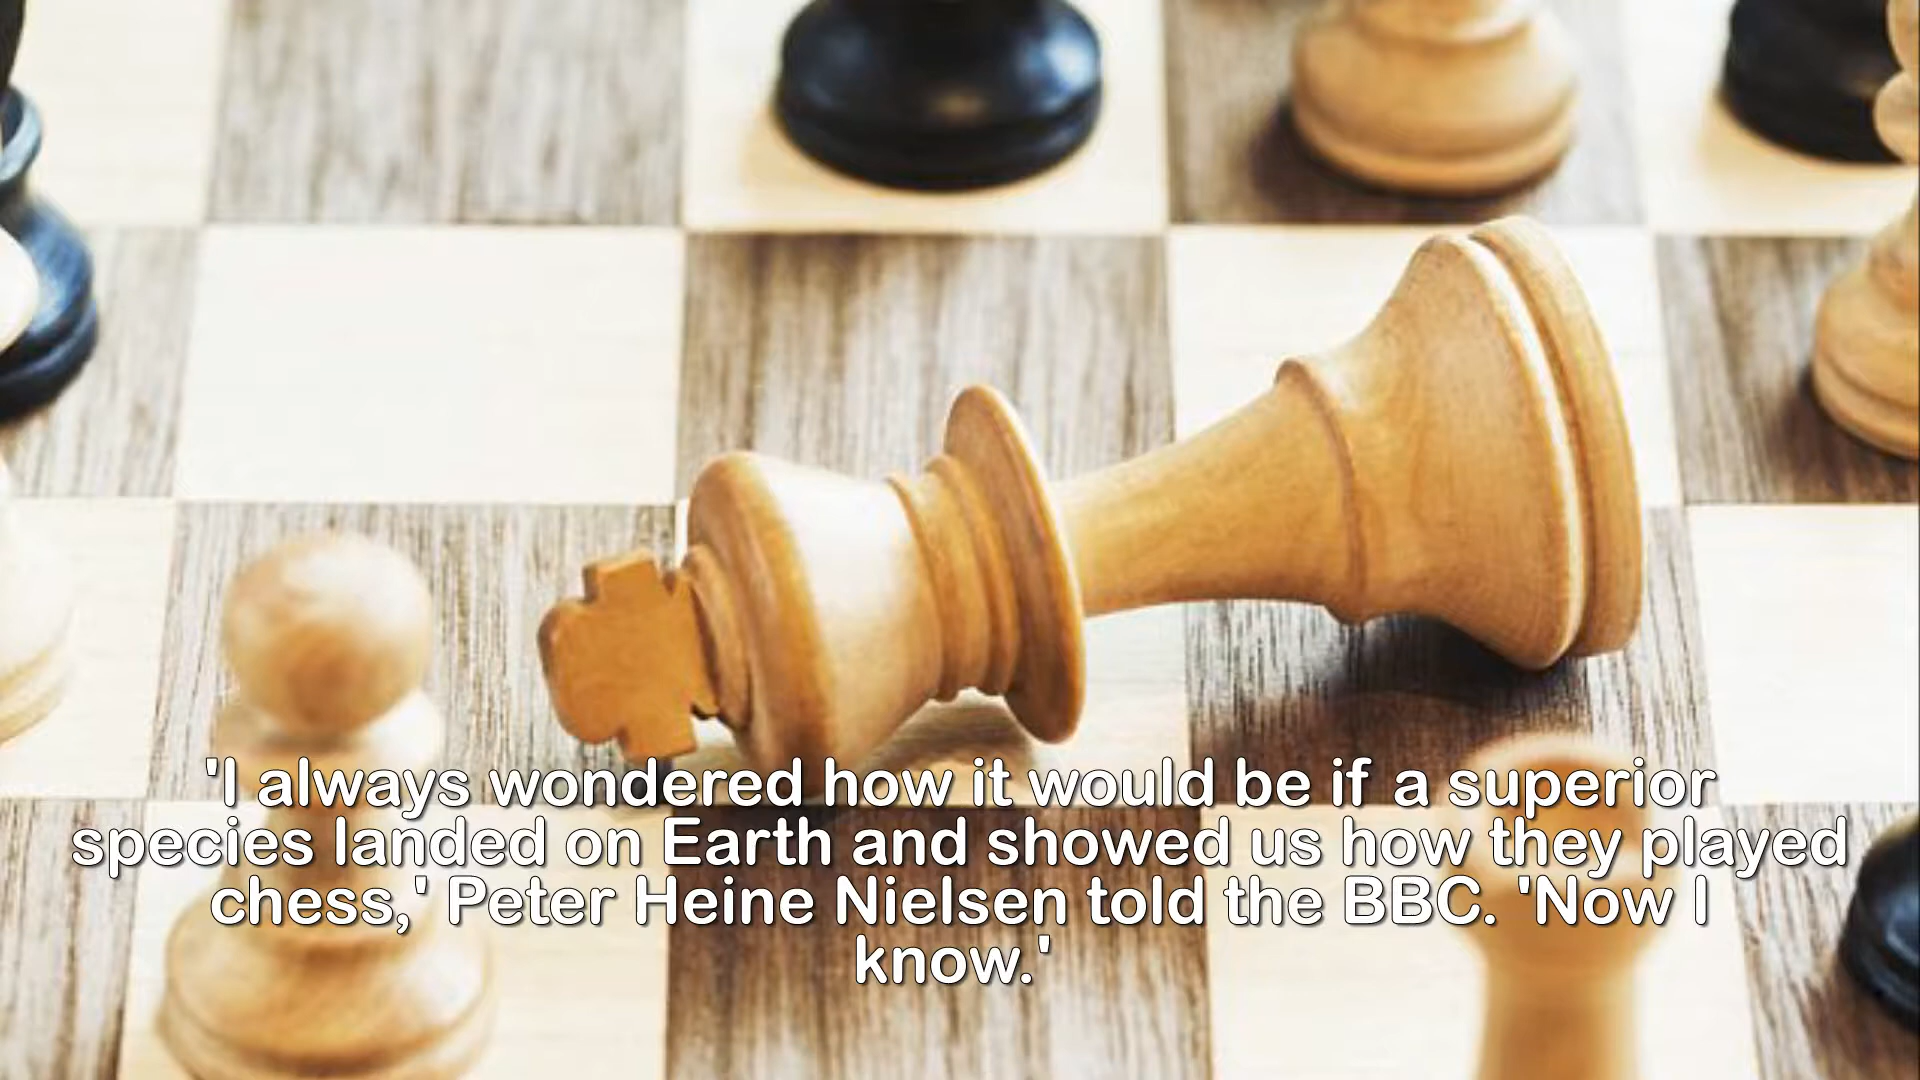 'I always wondered how it would be if a superior
species landed on Earth and showed us how they played
chess,' Peter Heine Nielsen told the BBC. 'Now I
know.'